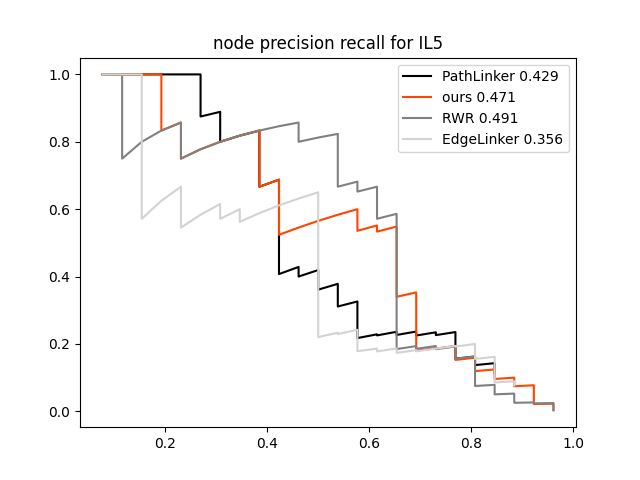 node precision recall for IL5
PathLinker 0.429
ours 0.471
RWR 0.491
EdgeLinker 0.356
1.0
0.8
0.6
0.4
0.2
0.0
0.2
0.4
0.6
0.8
1.0